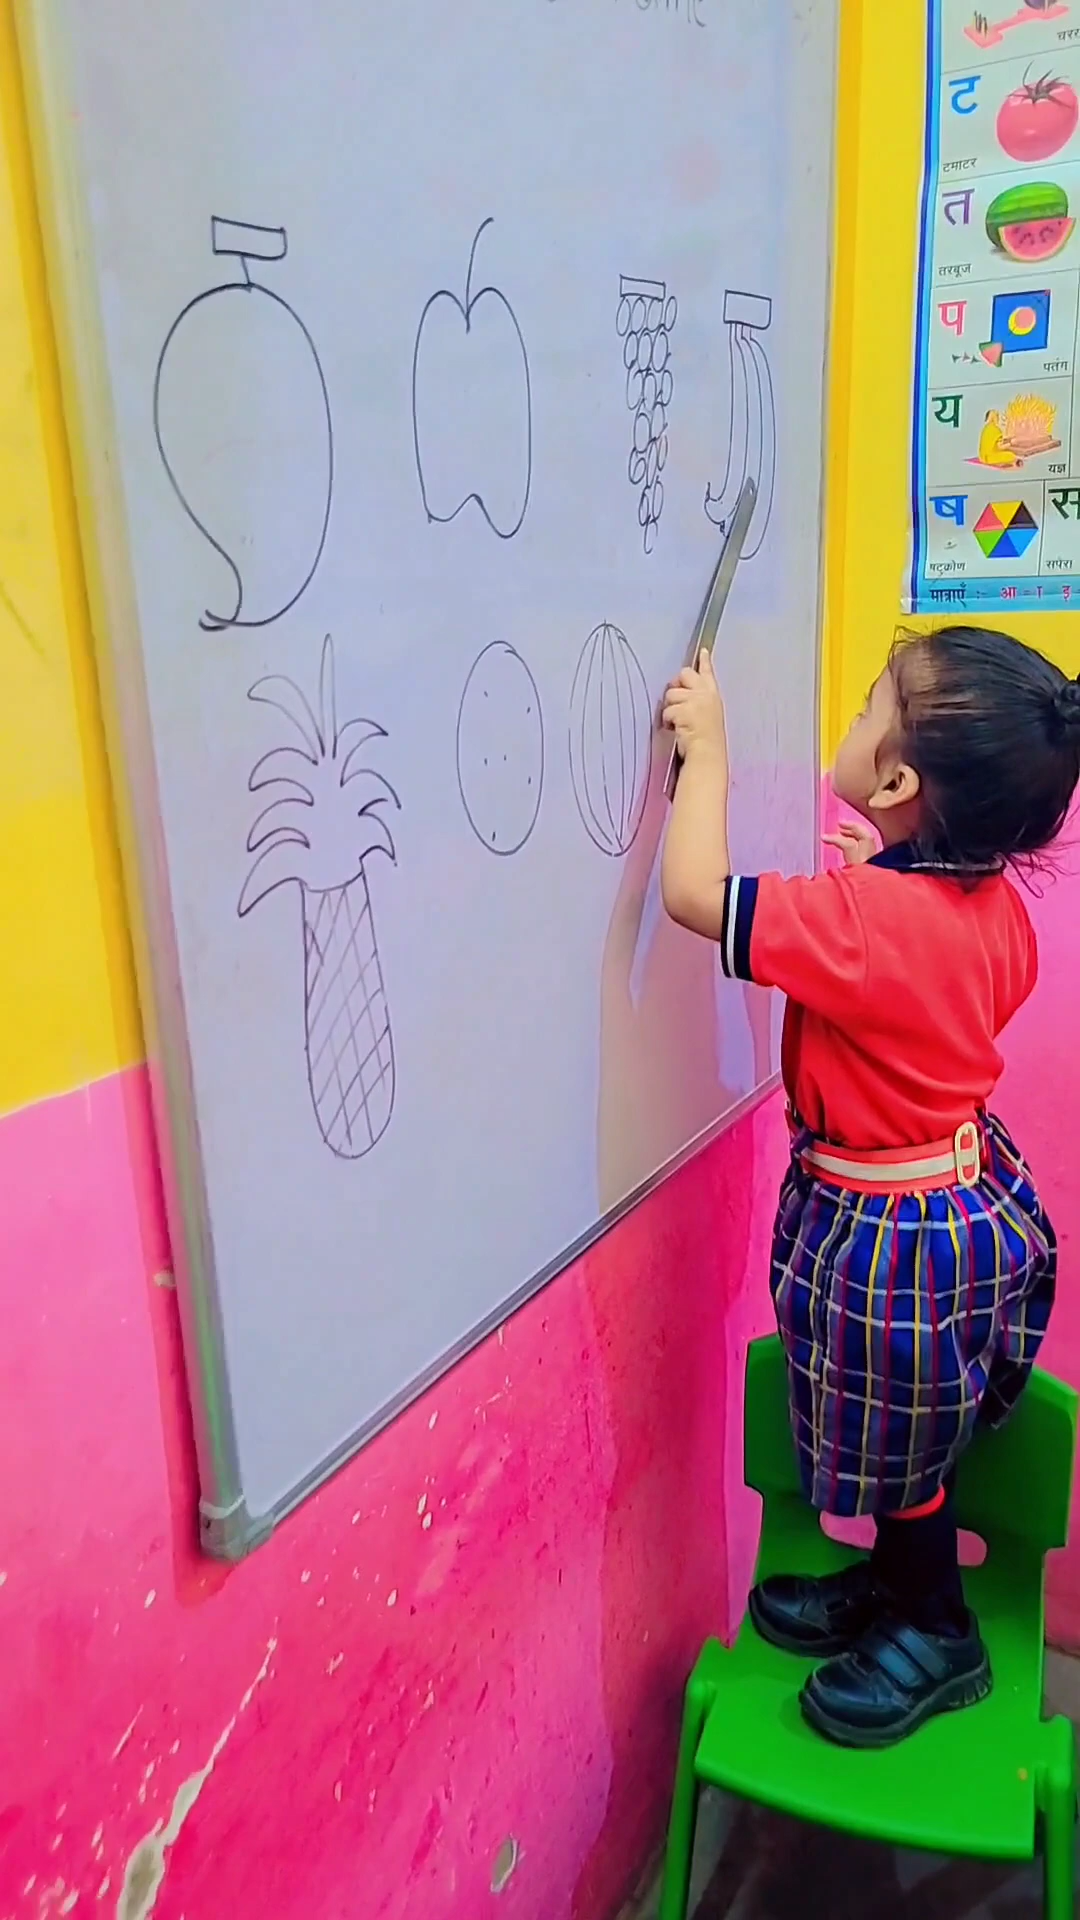 टमाटर
ट
त
तरबूज
प
पतंग
य
यज्ञ
ष
षट्कोण
स
सपेरा
मात्राएँ :- आ = ा इ =